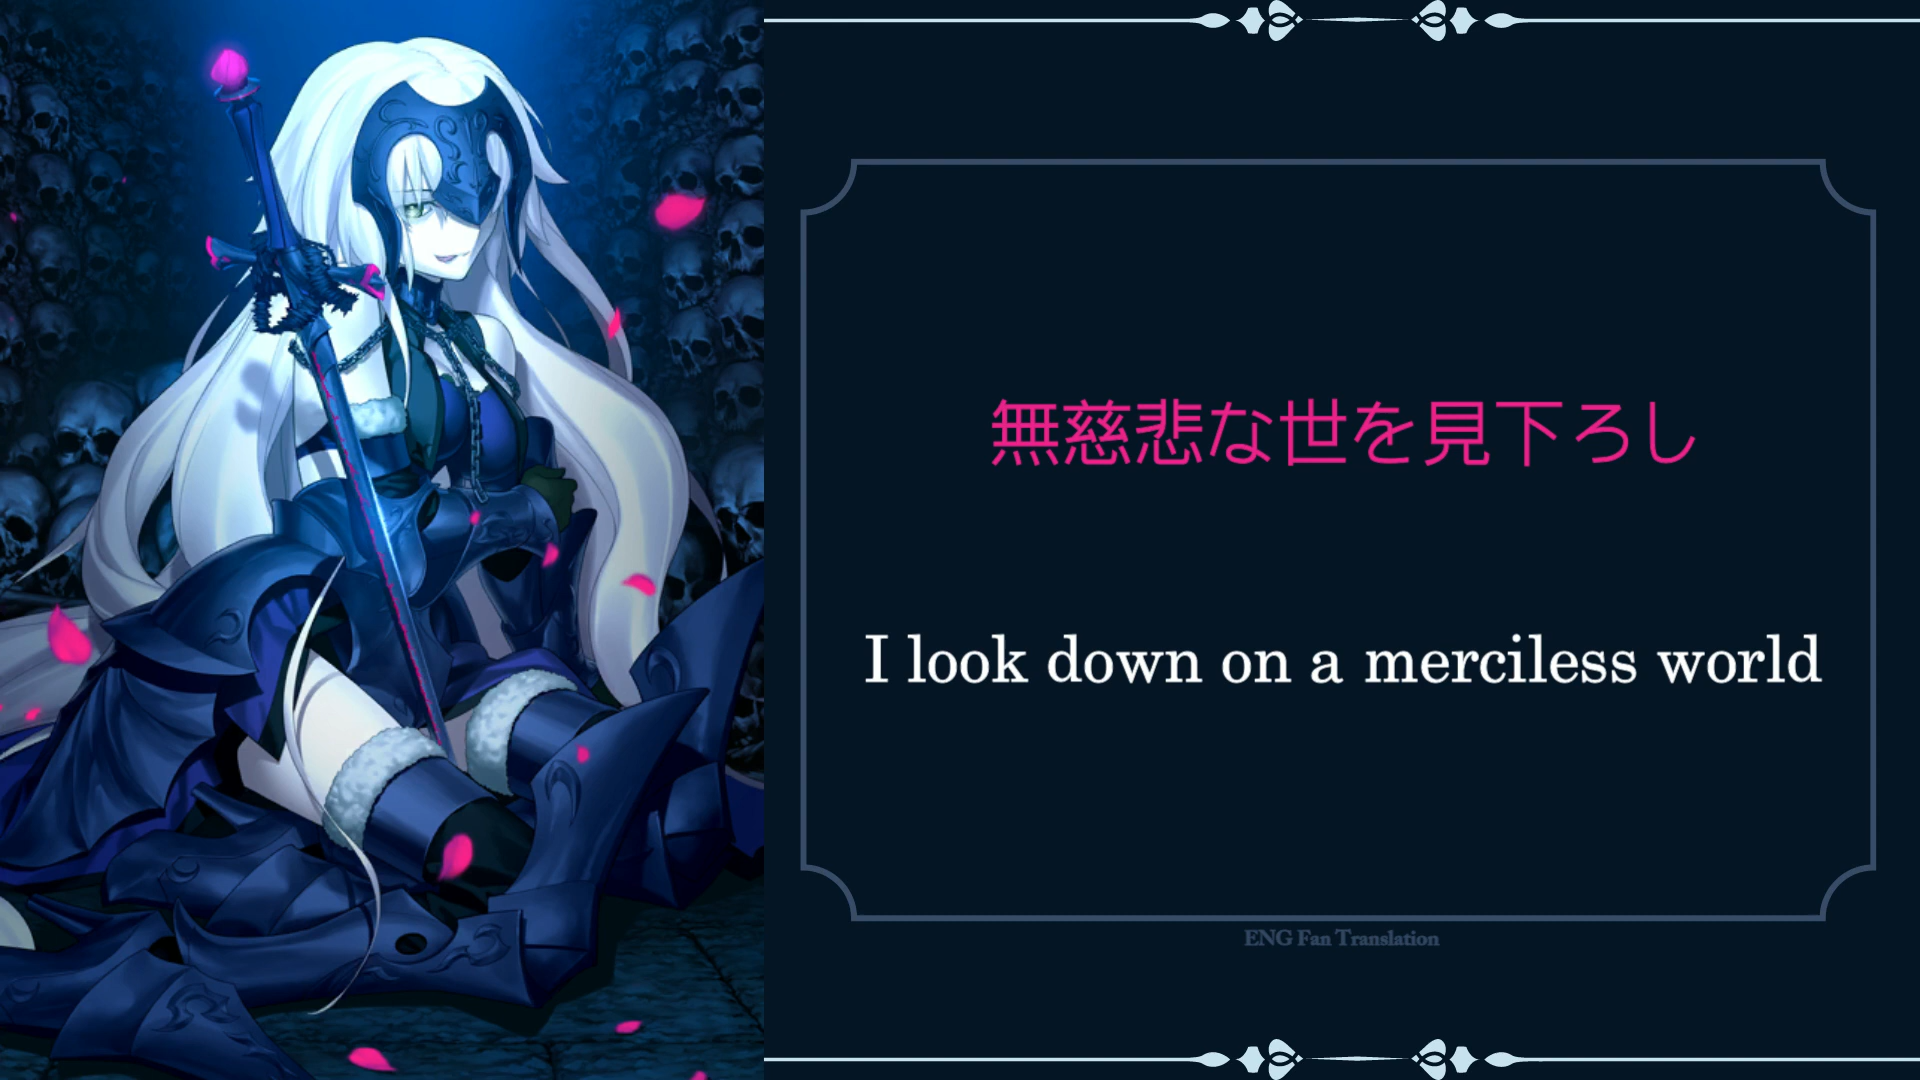 無慈悲な世を見下ろし
I look down on a merciless world
ENG Fan Translation